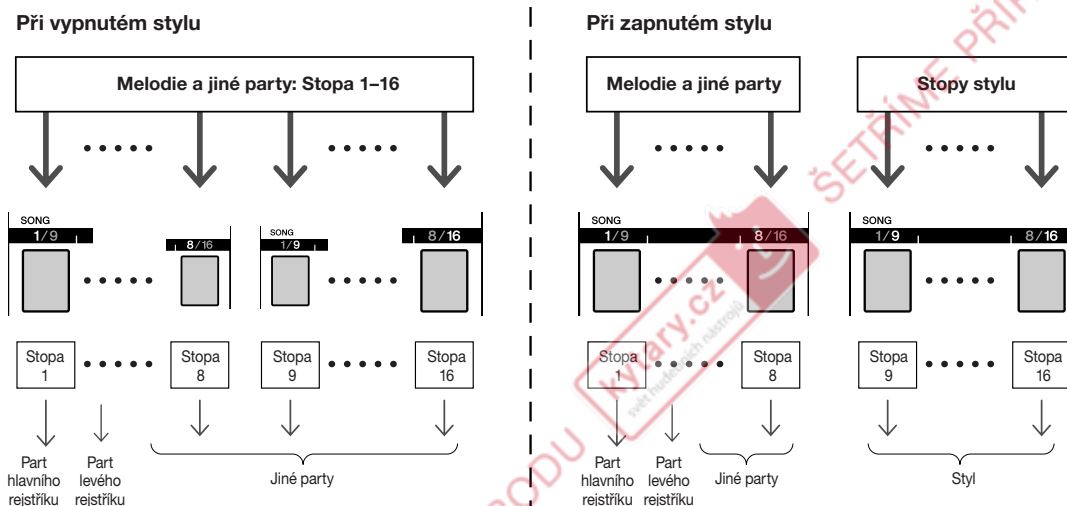 Při vypnutém stylu
Melodie a jiné party: Stopa 1–16
SONG
1/9
8/16
SONG
1/9
8/16
Stopa
1
Stopa
8
Stopa
9
Stopa
16
Part
hlavního
rejstříku
Part
levého
rejstříku
Jiné party
Při zapnutém stylu
Melodie a jiné party
Stopy stylu
SONG
1/9
8/16
SONG
1/9
8/16
Stopa
1
Stopa
8
Stopa
9
Stopa
16
Part
hlavního
rejstříku
Part
levého
rejstříku
Jiné party
Styl
kytary.cz
svět hudebních nástrojů
ŠETŘÍME